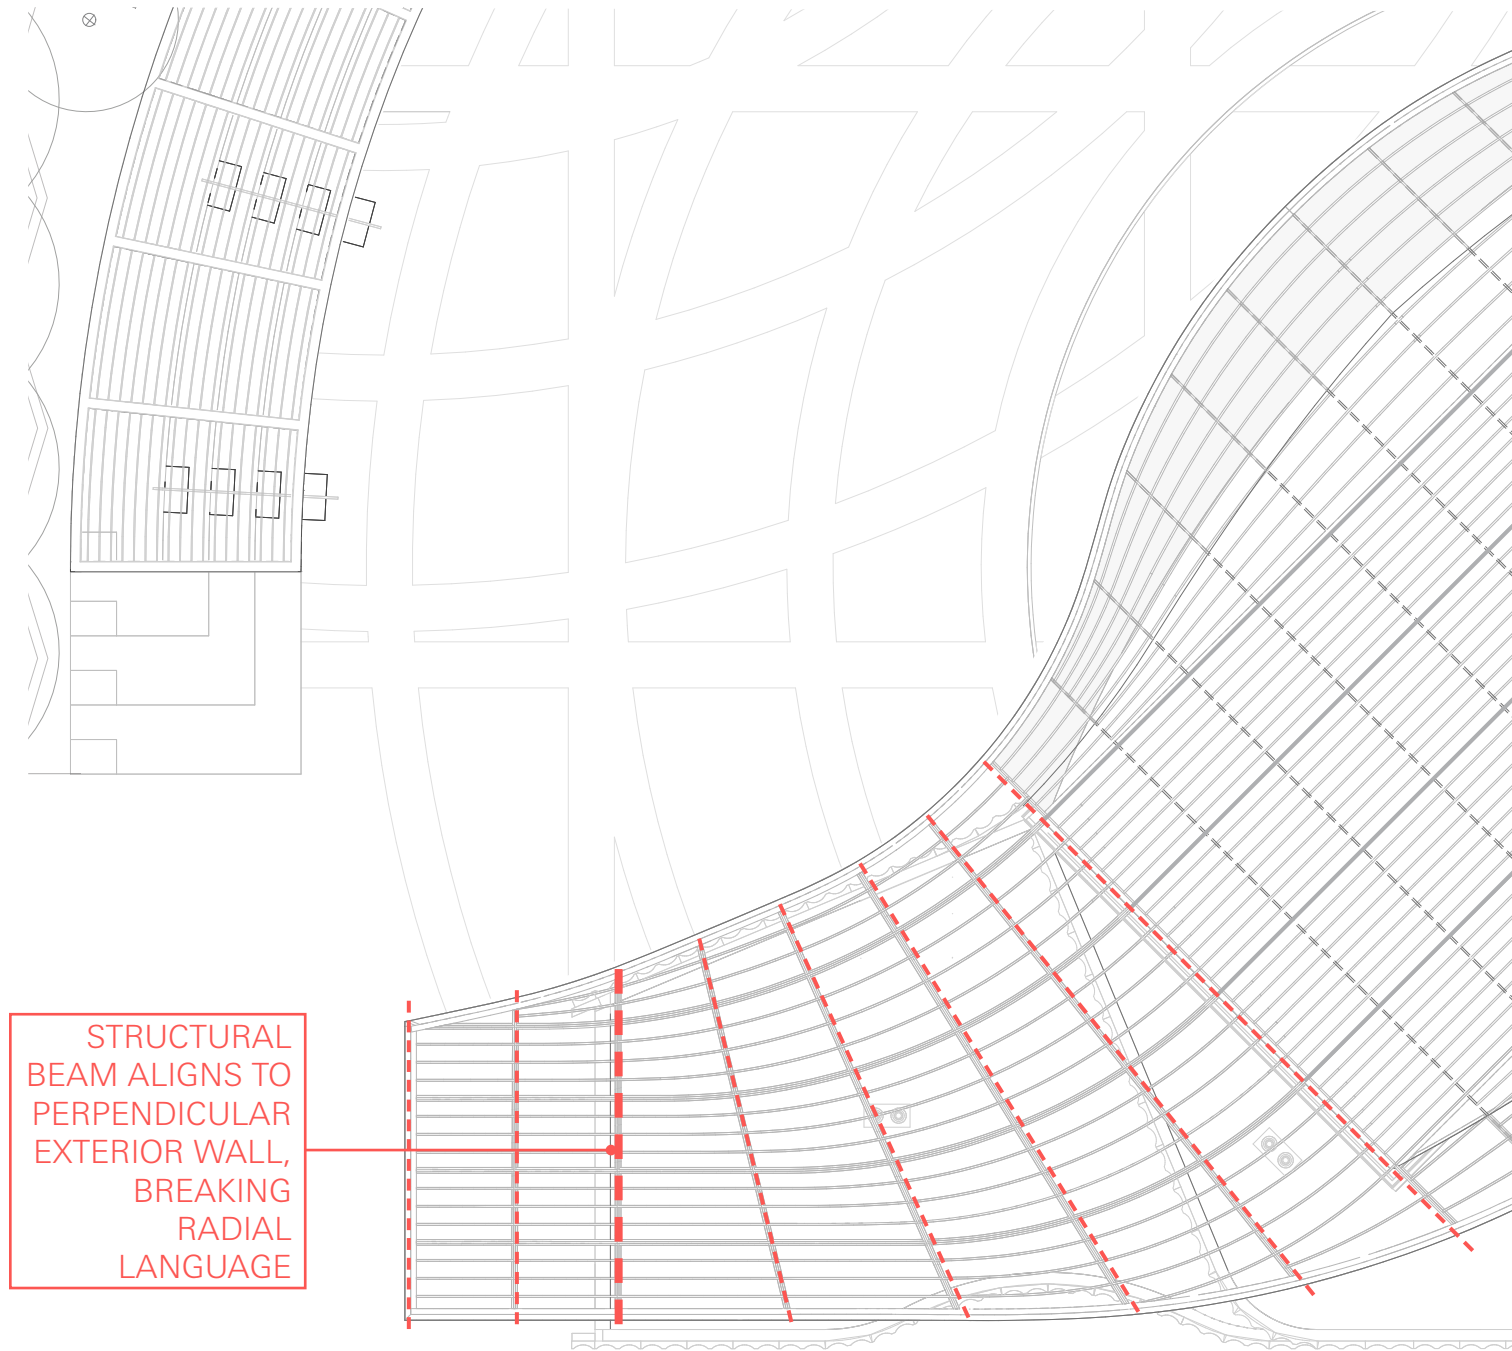 STRUCTURAL
BEAM ALIGNS TO
PERPENDICULAR
EXTERIOR WALL,
BREAKING
RADIAL
LANGUAGE